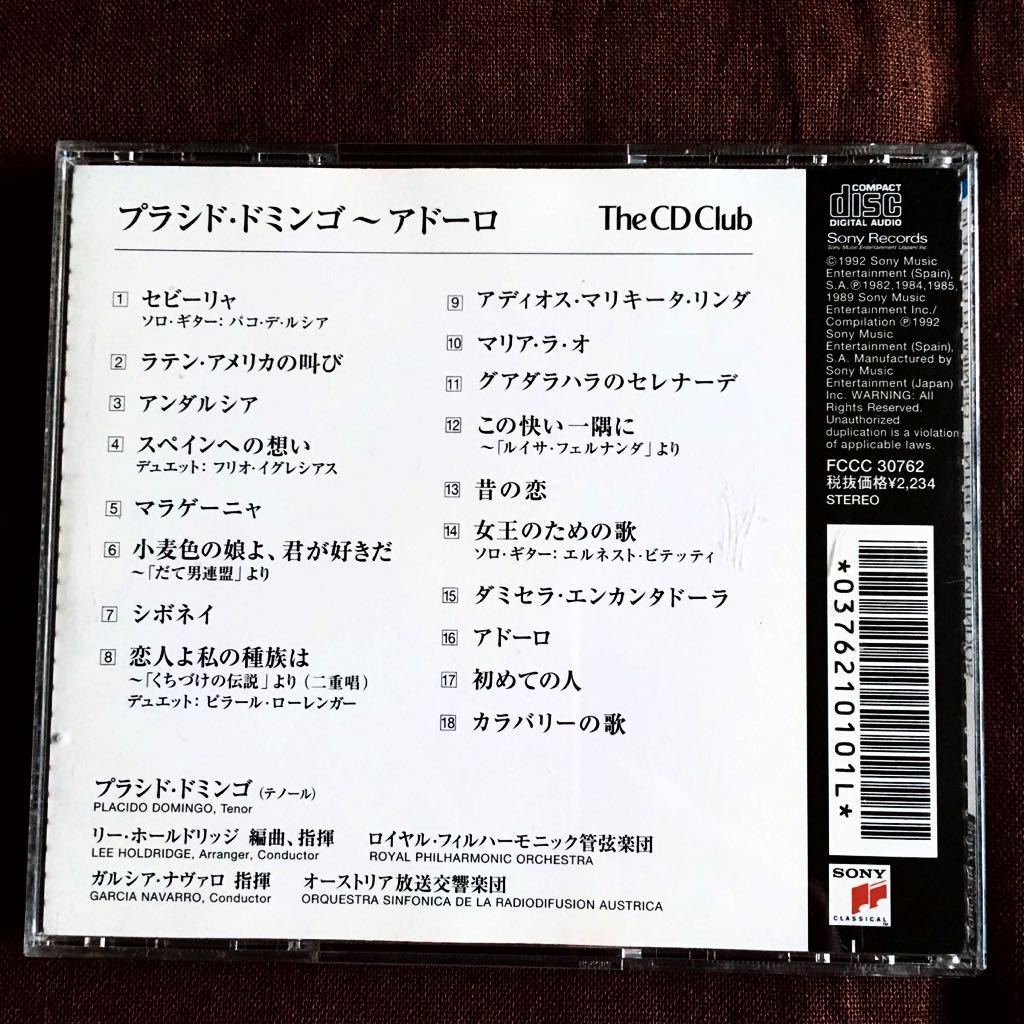 プラシド・ドミンゴ〜アドーロ
The CD Club
1 セビーリャ
ソロ・ギター：パコ・デ・ルシア
2 ラテン・アメリカの叫び
3 アンダルシア
4 スペインへの想い
デュエット：フリオ・イグレシアス
5 マラゲーニャ
6 小麦色の娘よ、君が好きだ
〜「だて男連盟」より
7 シボネイ
8 恋人よ私の種族は
〜「くちづけの伝説」より（二重唱）
デュエット：ピラール・ローレンガー
9 アディオス・マリキータ・リンダ
10 マリア・ラ・オ
11 グアダラハラのセレナーデ
12 この快い一隅に
〜「ルイサ・フェルナンダ」より
13 昔の恋
14 女王のための歌
ソロ・ギター：エルネスト・ビテッティ
15 ダミセラ・エンカンタドーラ
16 アドーロ
17 初めての人
18 カラバリーの歌
プラシド・ドミンゴ（テノール）
PLACIDO DOMINGO, Tenor
リー・ホールドリッジ 編曲、指揮
LEE HOLDRIDGE, Arranger, Conductor
ロイヤル・フィルハーモニック管弦楽団
ROYAL PHILHARMONIC ORCHESTRA
ガルシア・ナヴァロ 指揮
GARCIA NAVARRO, Conductor
オーストリア放送交響楽団
ORQUESTRA SINFONICA DE LA RADIODIFUSION AUSTRICA
COMPACT
disc
DIGITAL AUDIO
Sony Records
Sony Music Entertainment (Japan) Inc.
©1992 Sony Music
Entertainment (Spain),
S.A.℗1982,1984,1985,
1989 Sony Music
Entertainment Inc./
Compilation ℗1992
Sony Music
Entertainment (Spain),
S.A. Manufactured by
Sony Music
Entertainment (Japan)
Inc. WARNING: All
Rights Reserved.
Unauthorized
duplication is a violation
of applicable laws.
FCCC 30762
税抜価格¥2,234
STEREO
*0376210101L*
SONY
CLASSICAL